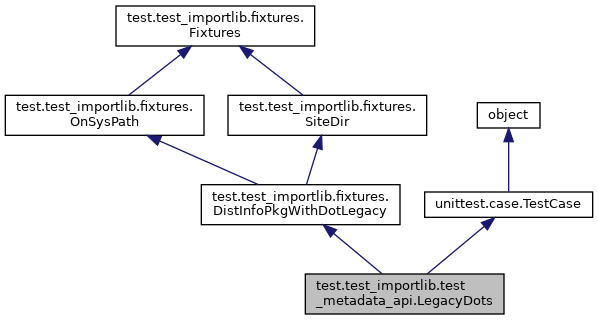 test.test_importlib.fixtures.
Fixtures
test.test_importlib.fixtures.
OnSysPath
test.test_importlib.fixtures.
SiteDir
object
test.test_importlib.fixtures.
DistInfoPkgWithDotLegacy
unittest.case.TestCase
test.test_importlib.test
_metadata_api.LegacyDots